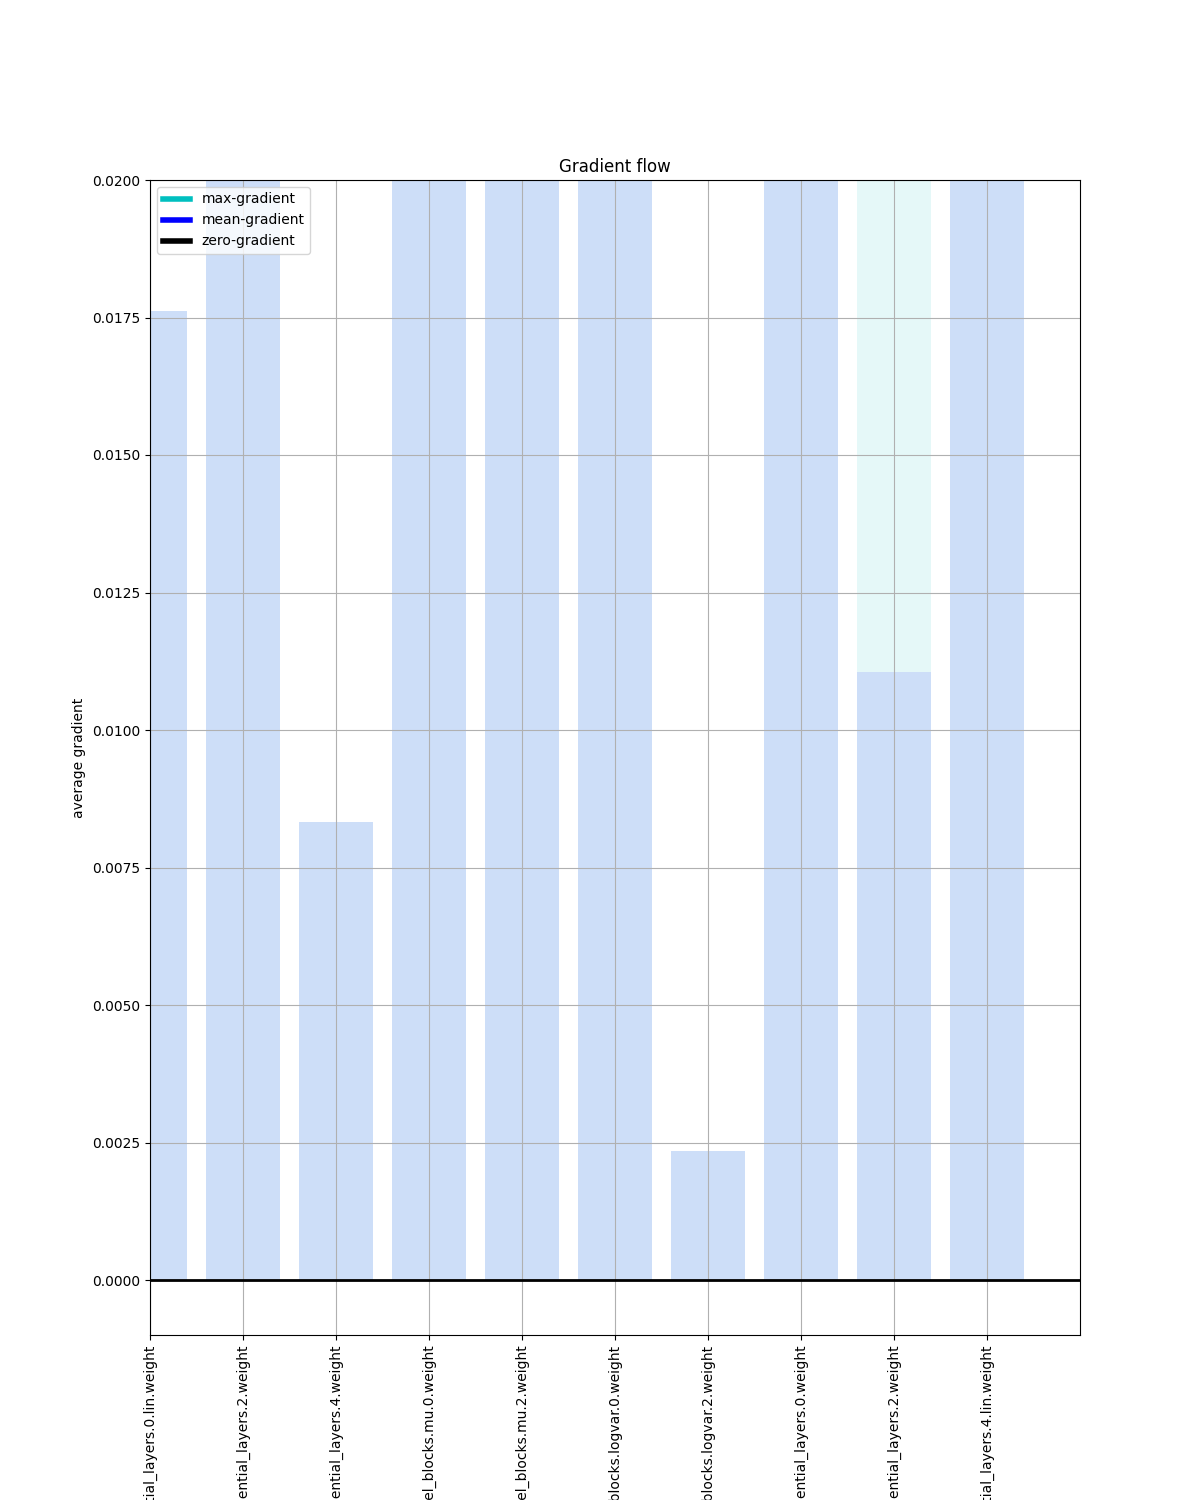 Gradient flow
max-gradient
mean-gradient
zero-gradient
0.0200
0.0175
0.0150
0.0125
0.0100
0.0075
0.0050
0.0025
0.0000
average gradient
tial_layers.0.lin.weight
ential_layers.2.weight
ential_layers.4.weight
el_blocks.mu.0.weight
el_blocks.mu.2.weight
blocks.logvar.0.weight
blocks.logvar.2.weight
ential_layers.0.weight
ential_layers.2.weight
tial_layers.4.lin.weight